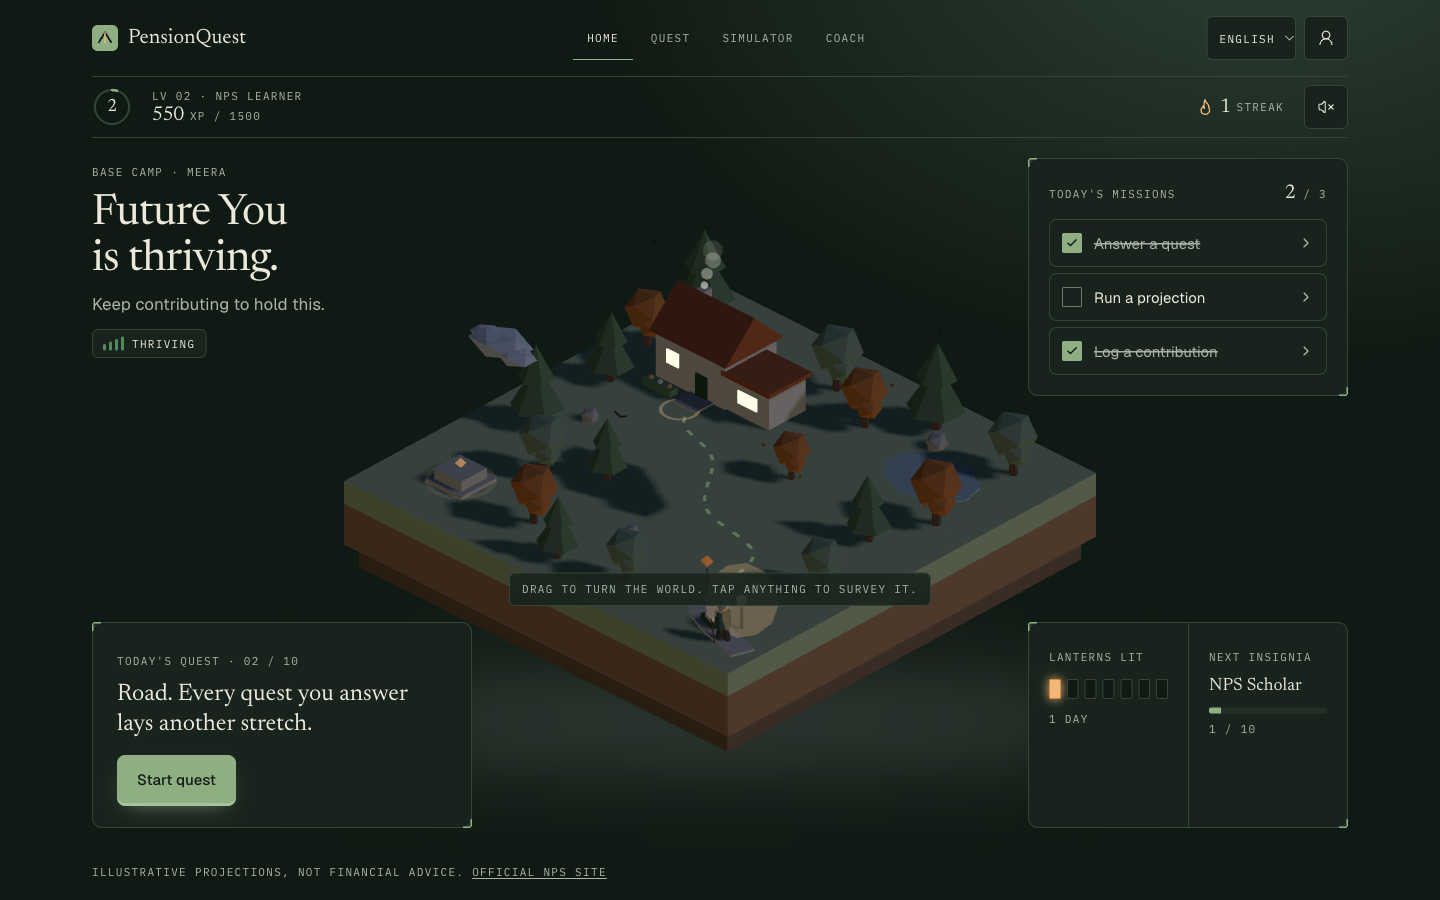 PensionQuest
HOME
QUEST
SIMULATOR
COACH
ENGLISH
2
LV 02 · NPS LEARNER
550 XP / 1500
1 STREAK
BASE CAMP · MEERA
Future You
is thriving.
Keep contributing to hold this.
THRIVING
TODAY'S MISSIONS
2 / 3
Answer a quest
Run a projection
Log a contribution
DRAG TO TURN THE WORLD. TAP ANYTHING TO SURVEY IT.
TODAY'S QUEST · 02 / 10
Road. Every quest you answer
lays another stretch.
Start quest
LANTERNS LIT
1 DAY
NEXT INSIGNIA
NPS Scholar
1 / 10
ILLUSTRATIVE PROJECTIONS, NOT FINANCIAL ADVICE. OFFICIAL NPS SITE